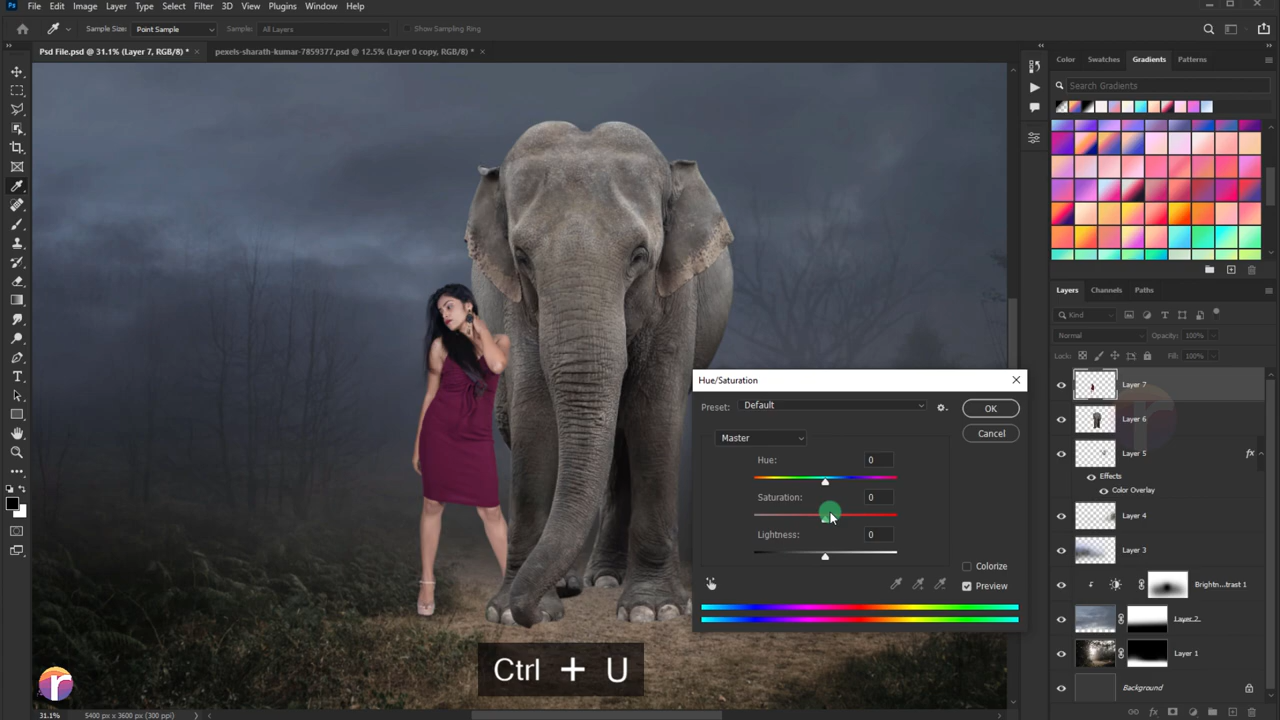 Ps File Edit Image Layer Type Select Filter 3D View Plugins Window Help
Sample Size: Point Sample Sample: All Layers Show Sampling Ring
Psd File.psd @ 31.1% (Layer 7, RGB/8) * × pexels-sharath-kumar-7859377.psd @ 12.5% (Layer 0 copy, RGB/8) * ×
Color Swatches Gradients Patterns
Search Gradients
Layers Channels Paths
Kind
Normal Opacity: 100%
Lock: Fill: 100%
Layer 7
Layer 6
Layer 5 fx
Effects
Color Overlay
Layer 4
Layer 3
Brightn...trast 1
Layer 2
Layer 1
Background
fx
Hue/Saturation
Preset: Default OK
Cancel
Master
Hue: 0
Saturation: 0
Lightness: 0
Colorize
Preview
Ctrl + U
31.1% 5400 px x 3600 px (300 ppi)